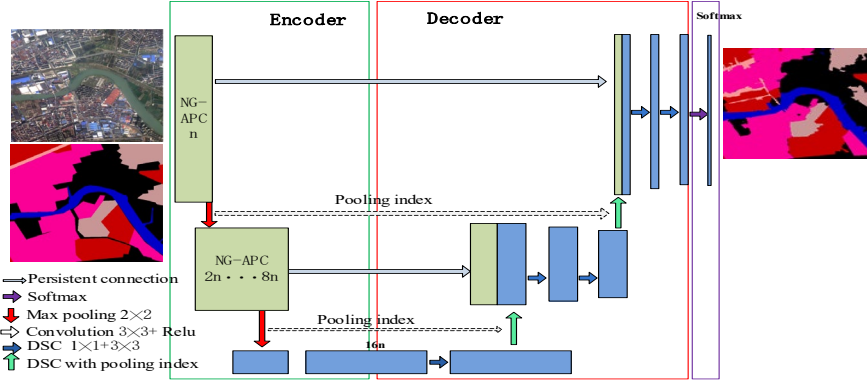 Encoder
Decoder
Softmax
NG-
APC
n
Pooling index
NG-APC
2n···8n
Pooling index
16n
Persistent connection
Softmax
Max pooling 2×2
Convolution 3×3+ Relu
DSC 1×1+3×3
DSC with pooling index